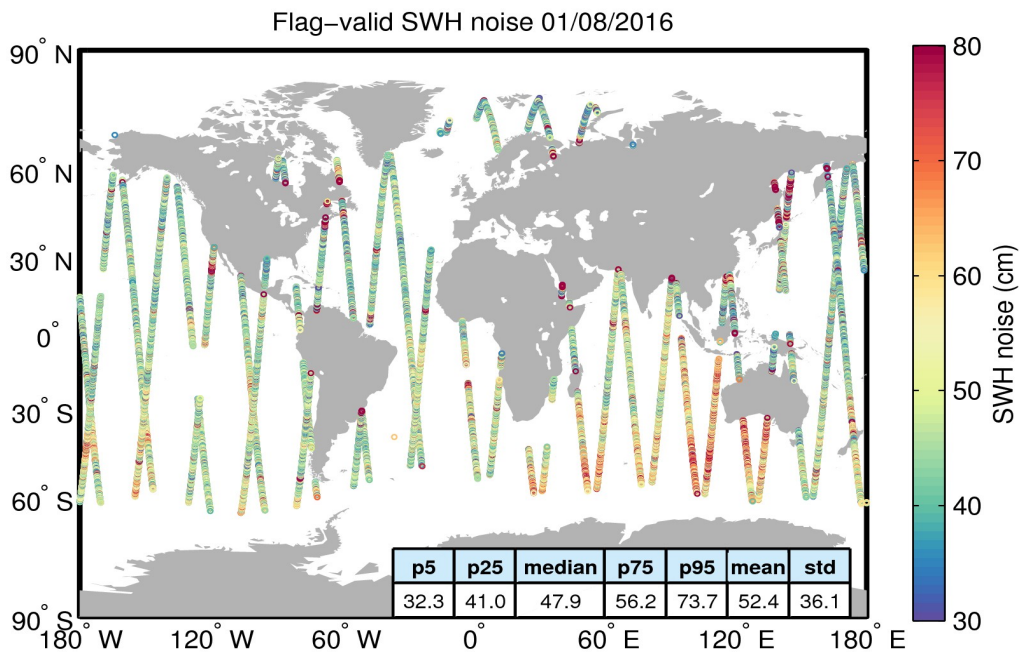 Flag−valid SWH noise 01/08/2016
90° N
60° N
30° N
0°
30° S
60° S
90° S
180° W
120° W
60° W
0°
60° E
120° E
180° E
80
70
60
50
40
30
SWH noise (cm)
p5 p25 median p75 p95 mean std
32.3 41.0 47.9 56.2 73.7 52.4 36.1